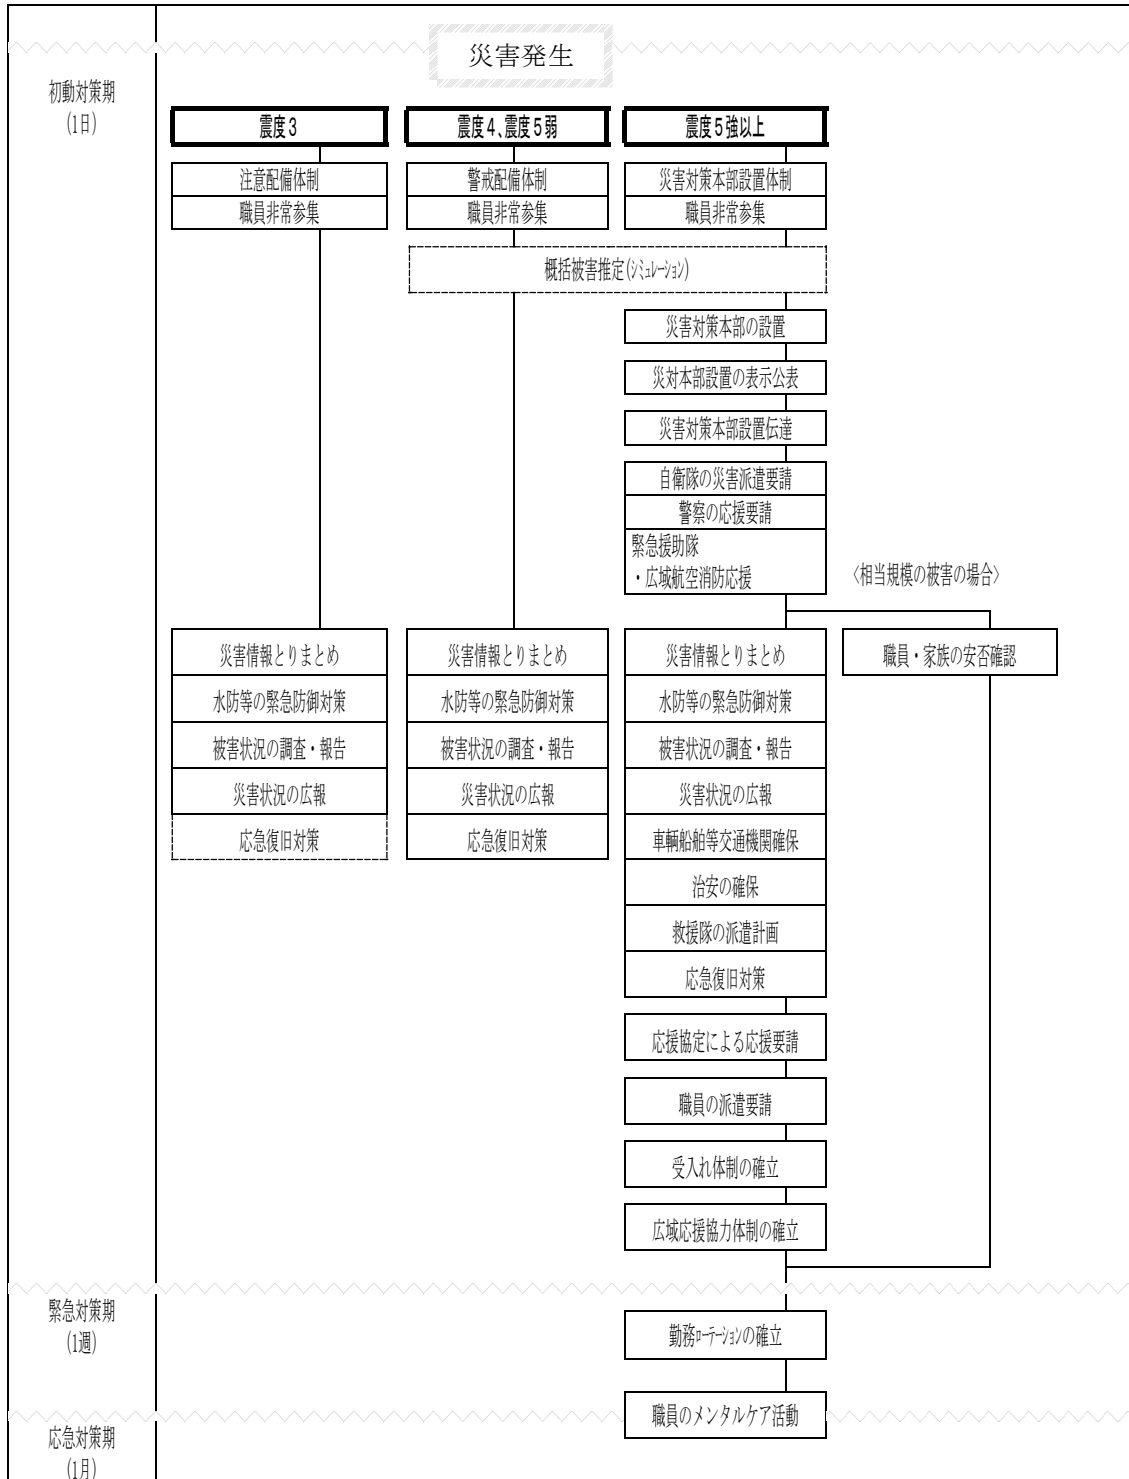 災害発生
初動対策期
(1日)
震度3
震度4、震度5弱
震度5強以上
注意配備体制
職員非常参集
警戒配備体制
職員非常参集
災害対策本部設置体制
職員非常参集
概括被害推定(シミュレーション)
災害対策本部の設置
災対本部設置の表示公表
災害対策本部設置伝達
自衛隊の災害派遣要請
警察の応援要請
緊急援助隊
・広域航空消防応援
〈相当規模の被害の場合〉
災害情報とりまとめ
水防等の緊急防御対策
被害状況の調査・報告
災害状況の広報
応急復旧対策
災害情報とりまとめ
水防等の緊急防御対策
被害状況の調査・報告
災害状況の広報
応急復旧対策
災害情報とりまとめ
水防等の緊急防御対策
被害状況の調査・報告
災害状況の広報
車輌船舶等交通機関確保
治安の確保
救援隊の派遣計画
応急復旧対策
職員・家族の安否確認
応援協定による応援要請
職員の派遣要請
受入れ体制の確立
広域応援協力体制の確立
緊急対策期
(1週)
勤務ローテーションの確立
職員のメンタルケア活動
応急対策期
(1月)